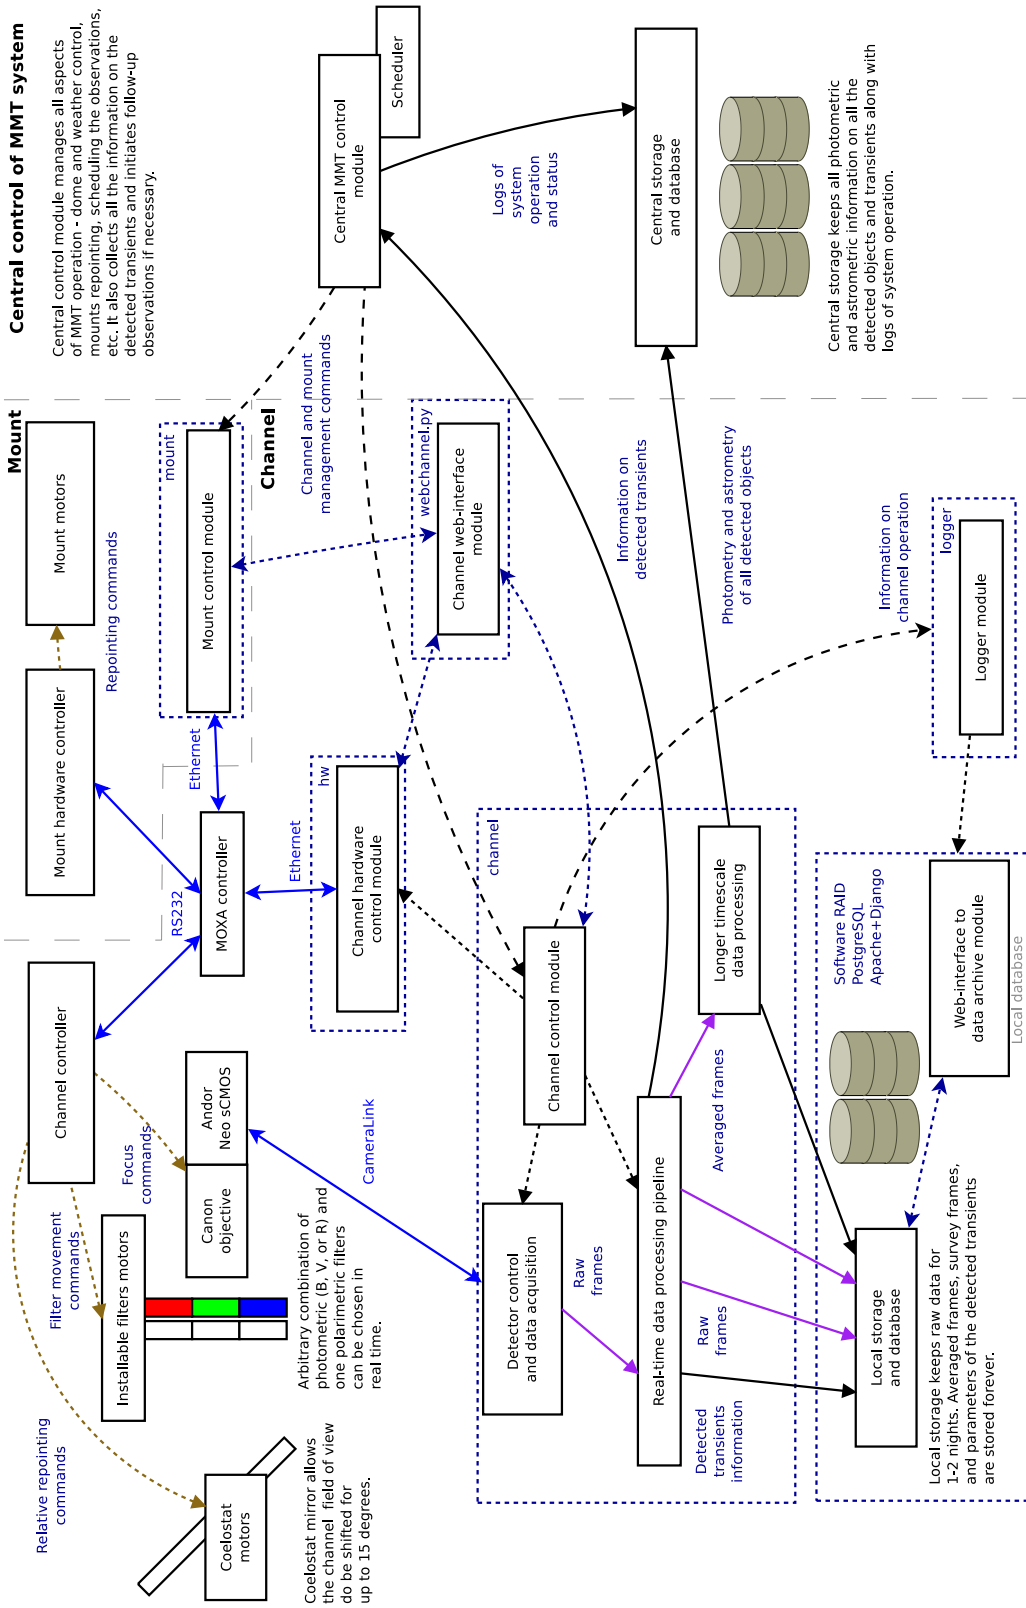 Relative repointing
commands
Coelostat
motors
Coelostat mirror allows
the channel field of view
do be shifted for
up to 15 degrees.
Filter movement
commands
Installable filters motors
Arbitrary combination of
photometric (B, V, or R) and
one polarimetric filters
can be chosen in
real time.
Channel controller
Focus
commands
Canon
objective
Andor
Neo sCMOS
CameraLink
RS232
MOXA controller
Ethernet
Ethernet
Mount
Mount hardware controller
Mount motors
Repointing commands
mount
Mount control module
Channel
hw
Channel hardware
control module
webchannel.py
Channel web-interface
module
Channel and mount
management commands
Central control of MMT system
Central control module manages all aspects
of MMT operation - dome and weather control,
mounts repointing, scheduling the observations,
etc. It also collects all the information on the
detected transients and initiates follow-up
observations if necessary.
Central MMT control
module
Scheduler
Logs of
system
operation
and status
Central storage
and database
Central storage keeps all photometric
and astrometric information on all the
detected objects and transients along with
logs of system operation.
Information on
detected transients
Photometry and astrometry
of all detected objects
Information on
channel operation
logger
Logger module
channel
Channel control module
Detector control
and data acquisition
Raw
frames
Real-time data processing pipeline
Longer timescale
data processing
Averaged frames
Raw
frames
Detected
transients
information
Software RAID
PostgreSQL
Apache+Django
Local storage
and database
Web-interface to
data archive module
Local database
Local storage keeps raw data for
1-2 nights. Averaged frames, survey frames,
and parameters of the detected transients
are stored forever.